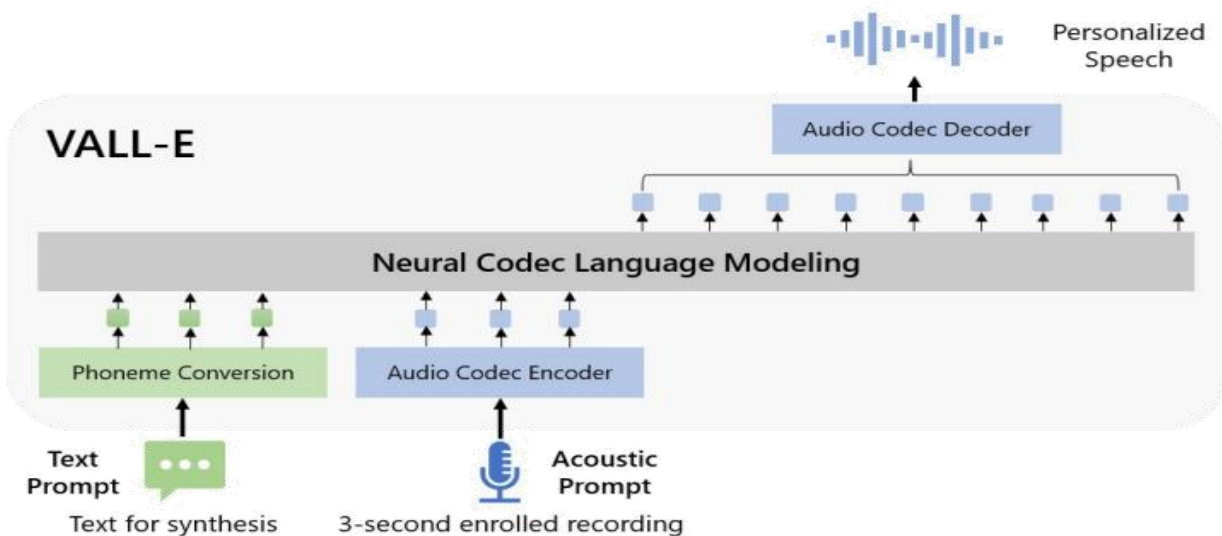 Personalized
Speech
Audio Codec Decoder
VALL-E
Neural Codec Language Modeling
Phoneme Conversion
Audio Codec Encoder
Text
Prompt
Acoustic
Prompt
Text for synthesis
3-second enrolled recording